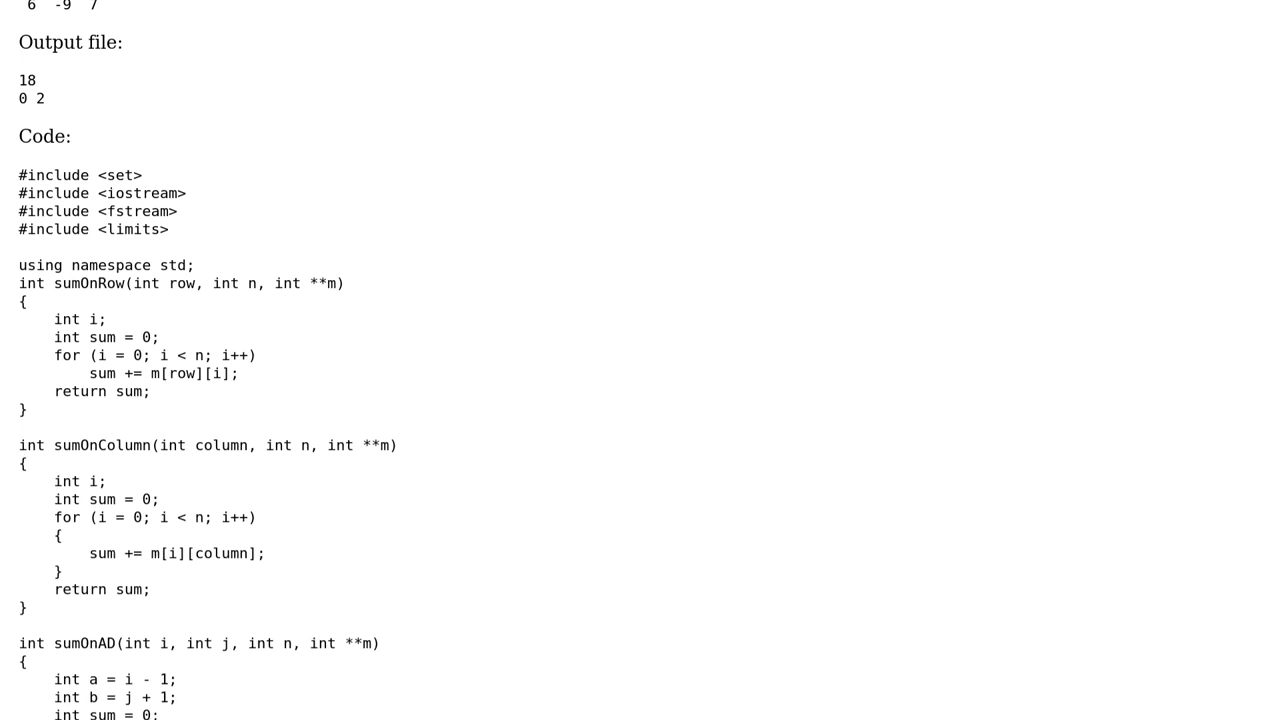 6  -9  7
Output file:
18
0 2
Code:
#include <set>
#include <iostream>
#include <fstream>
#include <limits>
using namespace std;
int sumOnRow(int row, int n, int **m)
{
    int i;
    int sum = 0;
    for (i = 0; i < n; i++)
        sum += m[row][i];
    return sum;
}
int sumOnColumn(int column, int n, int **m)
{
    int i;
    int sum = 0;
    for (i = 0; i < n; i++)
    {
        sum += m[i][column];
    }
    return sum;
}
int sumOnAD(int i, int j, int n, int **m)
{
    int a = i - 1;
    int b = j + 1;
    int sum = 0;